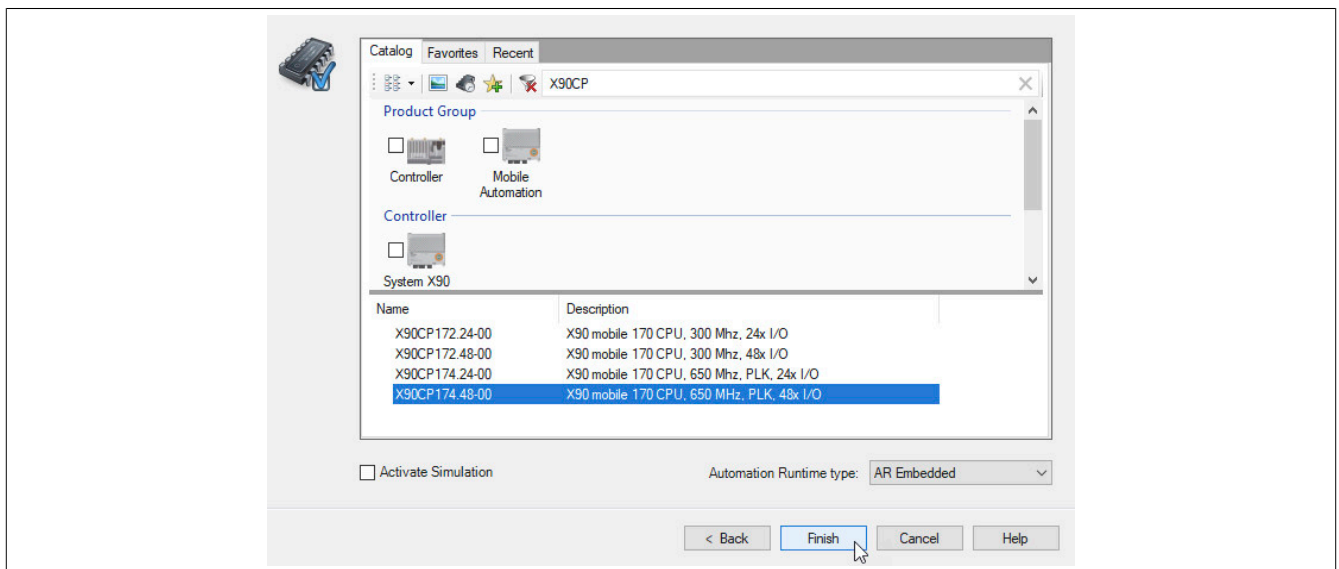 Catalog Favorites Recent
X90CP
Product Group
Controller Mobile Automation
Controller
System X90
Name Description
X90CP172.24-00 X90 mobile 170 CPU, 300 Mhz, 24x I/O
X90CP172.48-00 X90 mobile 170 CPU, 300 Mhz, 48x I/O
X90CP174.24-00 X90 mobile 170 CPU, 650 Mhz, PLK, 24x I/O
X90CP174.48-00 X90 mobile 170 CPU, 650 MHz, PLK, 48x I/O
Activate Simulation Automation Runtime type: AR Embedded
< Back Finish Cancel Help